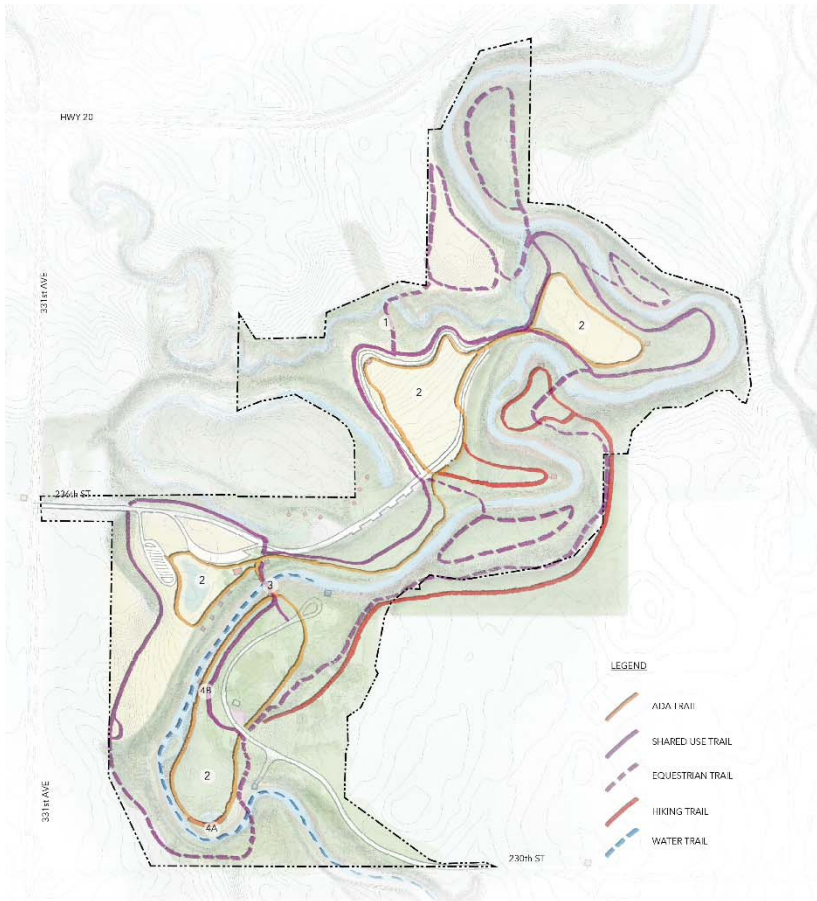 HWY 20
331st AVE
1
2
2
236th ST
2
3
4B
2
4A
331st AVE
230th ST
LEGEND
ADA TRAIL
SHARED USE TRAIL
EQUESTRIAN TRAIL
HIKING TRAIL
WATER TRAIL